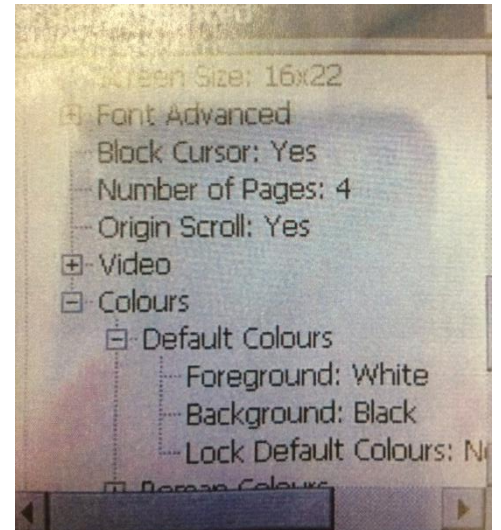 Screen Size: 16x22
Font Advanced
Block Cursor: Yes
Number of Pages: 4
Origin Scroll: Yes
Video
Colours
Default Colours
Foreground: White
Background: Black
Lock Default Colours:
Colours